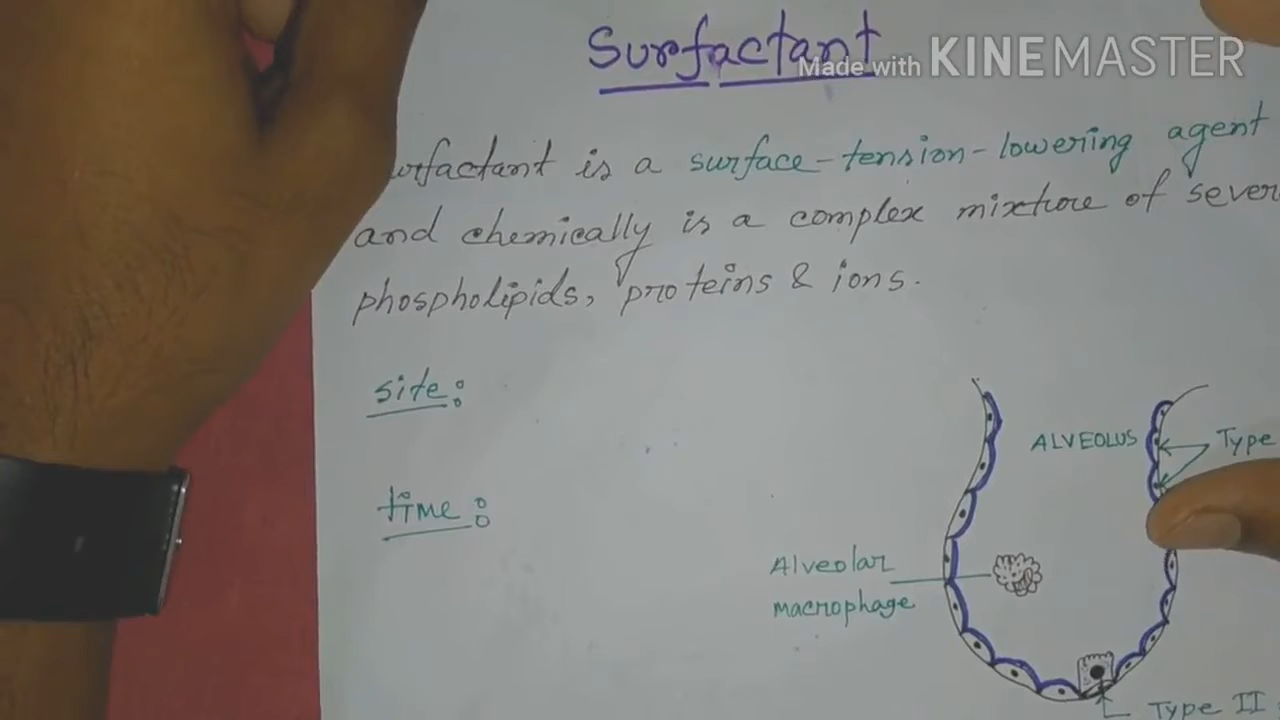 Surfactant
Made with KINEMASTER
urfactant is a surface-tension-lowering agent
and chemically is a complex mixture of sever
phospholipids, proteins & ions.
site:
time:
ALVEOLUS
Type
Alveolar
macrophage
Type II